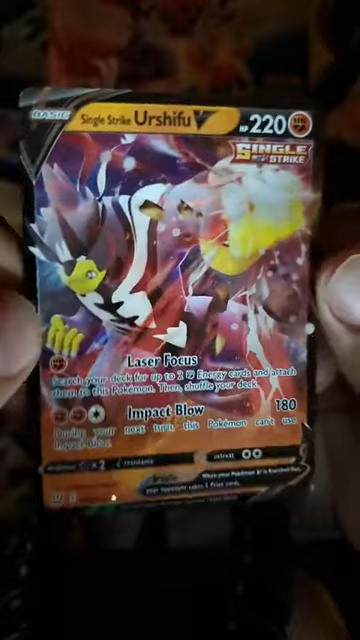 BASIC Single Strike Urshifu V HP 220
SINGLE
STRIKE
Laser Focus
Search your deck for up to 2 Energy cards and attach
them to this Pokémon. Then, shuffle your deck.
Impact Blow 180
During your next turn, this Pokémon can't use
Impact Blow.
weakness ×2 resistance retreat
When your Pokémon V is Knocked Out,
your opponent takes 2 Prize cards.